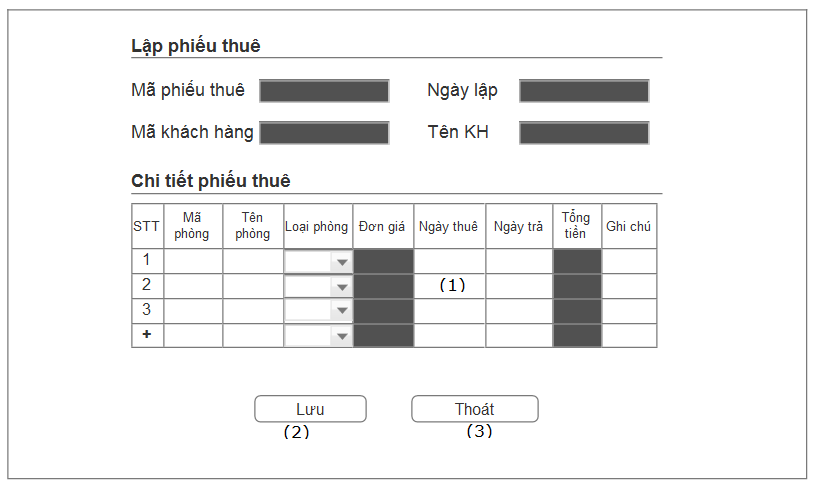 Lập phiếu thuê
Mã phiếu thuê Ngày lập
Mã khách hàng Tên KH
Chi tiết phiếu thuê
STT Mã phòng Tên phòng Loại phòng Đơn giá Ngày thuê Ngày trả Tổng tiền Ghi chú
1
2 (1)
3
+
Lưu Thoát
(2) (3)